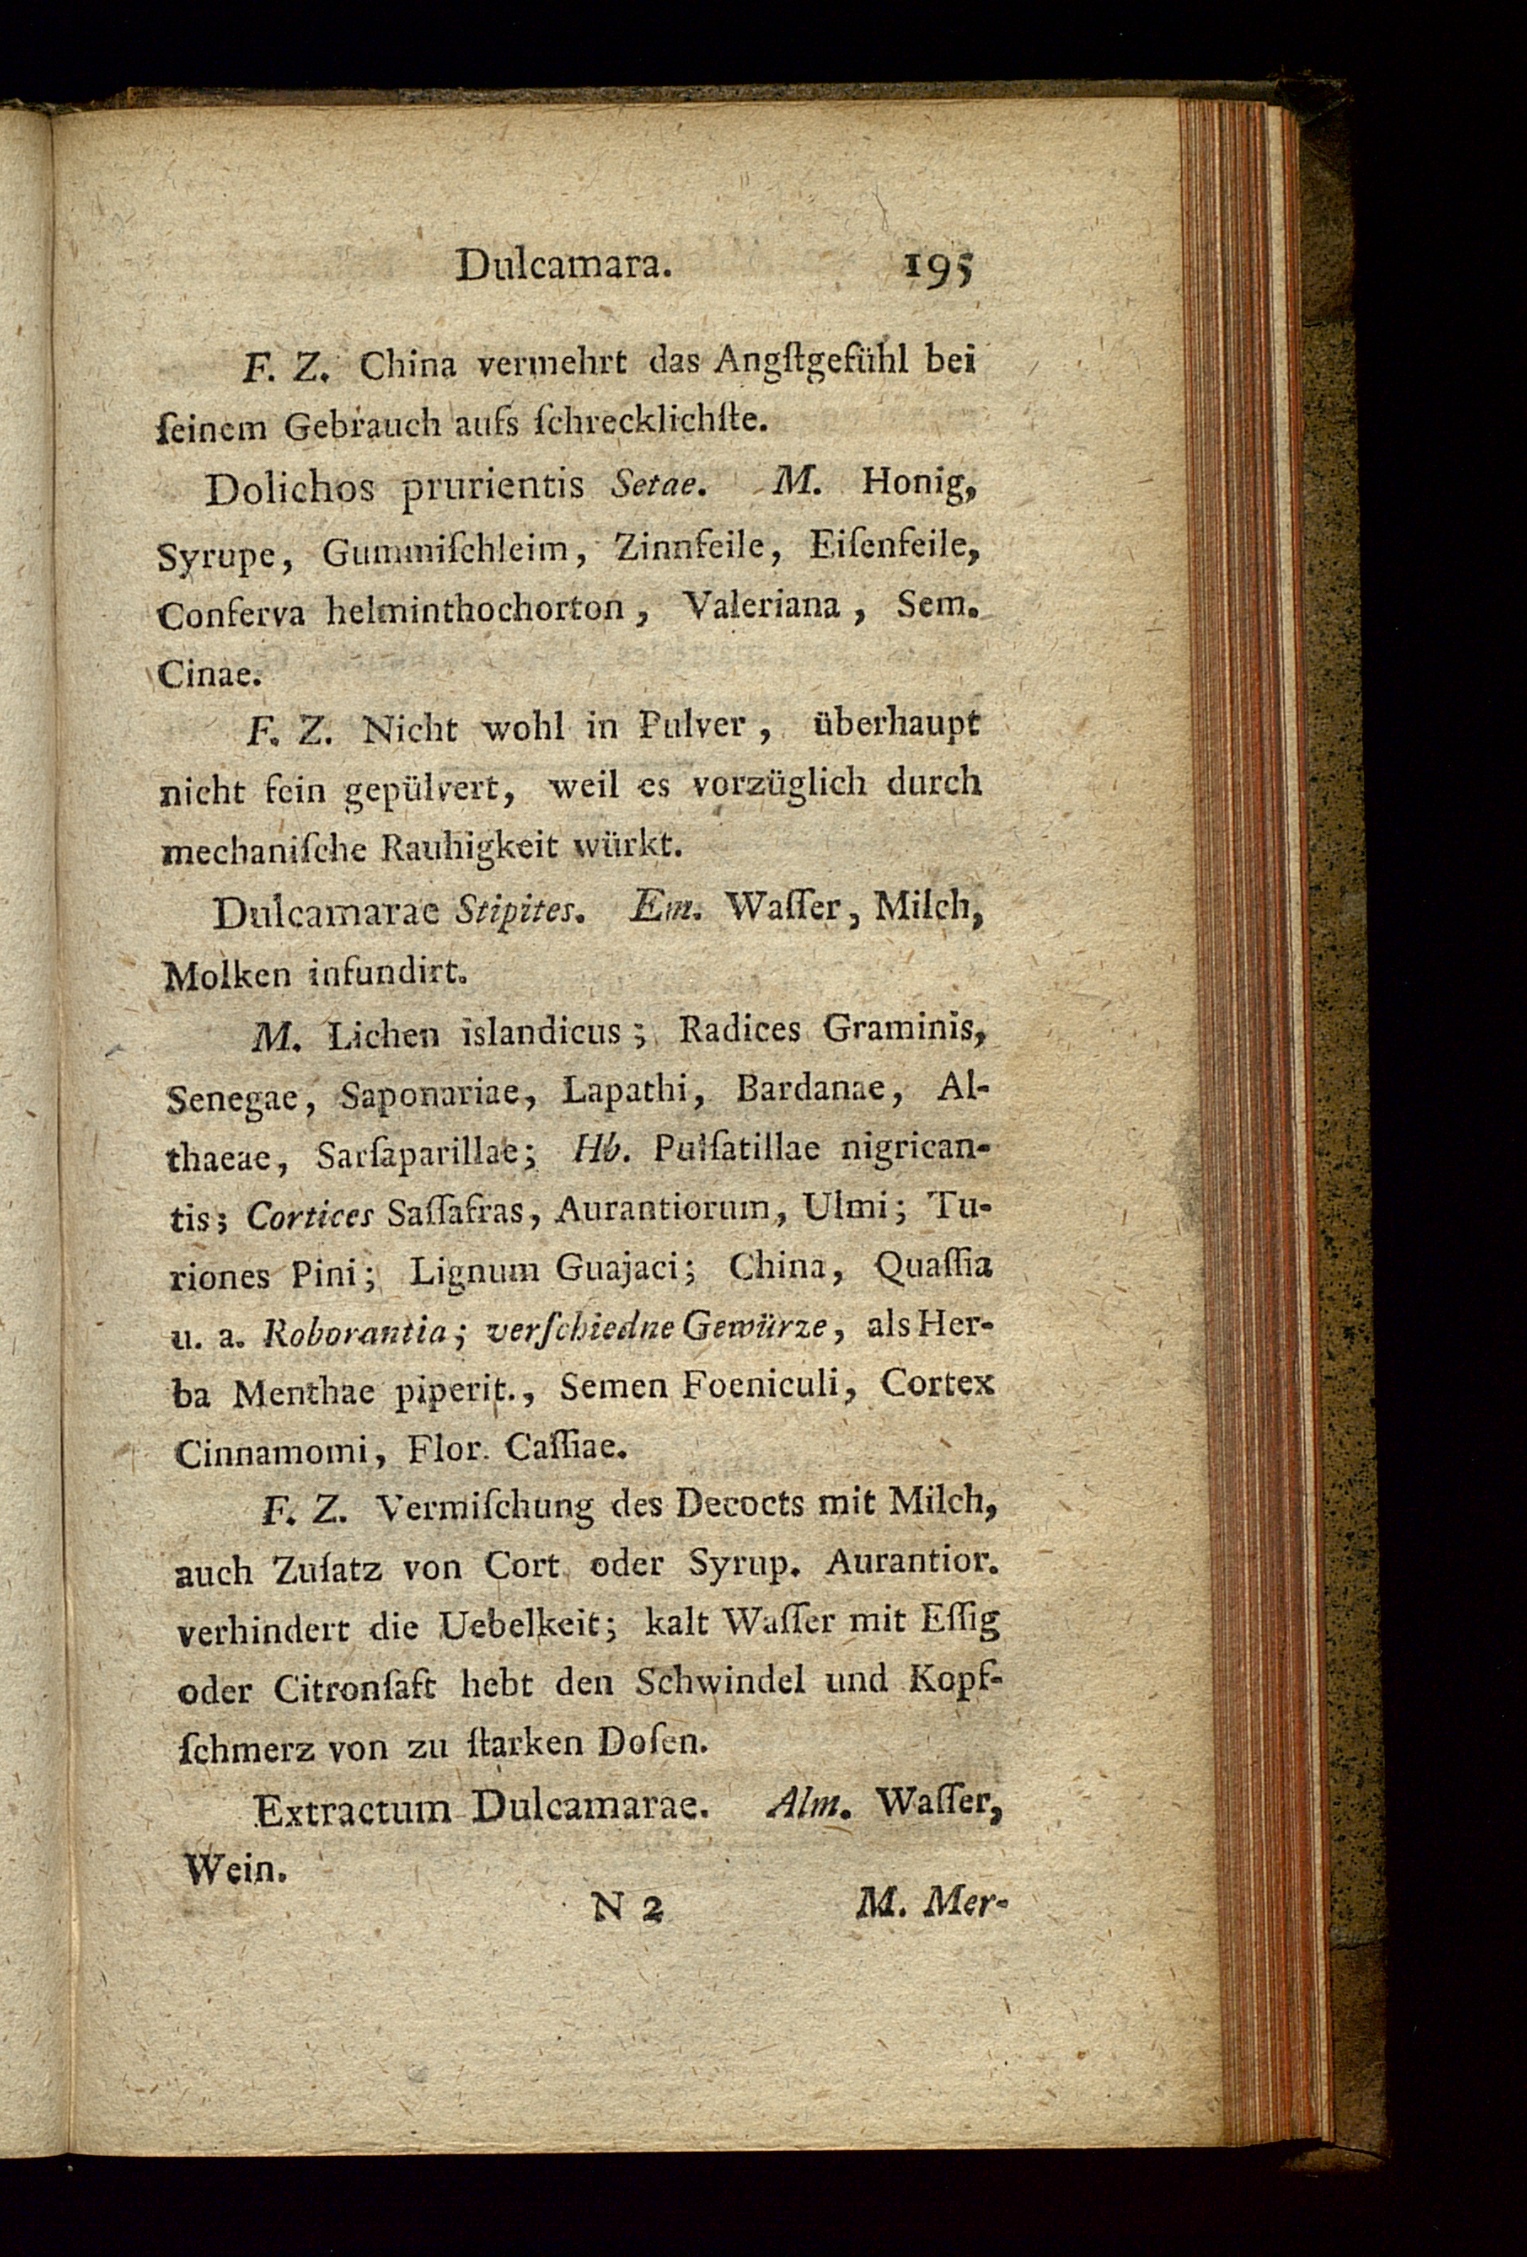 Dulcamara. 195
F. Z. China vermehrt das Angſtgefühl bei
ſeinem Gebrauch aufs ſchrecklichſte.
Dolichos prurientis Setae. M. Honig,
Syrupe, Gummiſchleim, Zinnfeile, Eiſenfeile,
Conferva helminthochorton, Valeriana, Sem.
Cinae.
F. Z. Nicht wohl in Pulver, überhaupt
nicht fein gepülvert, weil es vorzüglich durch
mechaniſche Rauhigkeit würkt.
Dulcamarae Stipites. Em. Waſſer, Milch,
Molken infundirt.
M. Lichen islandicus; Radices Graminis,
Senegae, Saponariae, Lapathi, Bardanae, Al-
thaeae, Sarſaparillae; Hb. Pulſatillae nigrican-
tis; Cortices Saſſafras, Aurantiorum, Ulmi; Tu-
riones Pini; Lignum Guajaci; China, Quaſſia
u. a. Roborantia; verſchiedne Gewürze, als Her-
ba Menthae piperit., Semen Foeniculi, Cortex
Cinnamomi, Flor. Caſſiae.
F. Z. Vermiſchung des Decocts mit Milch,
auch Zuſatz von Cort. oder Syrup. Aurantior.
verhindert die Uebelkeit; kalt Waſſer mit Eſſig
oder Citronſaft hebt den Schwindel und Kopf-
ſchmerz von zu ſtarken Doſen.
Extractum Dulcamarae. Alm. Waſſer,
Wein.
N 2 M. Mer-